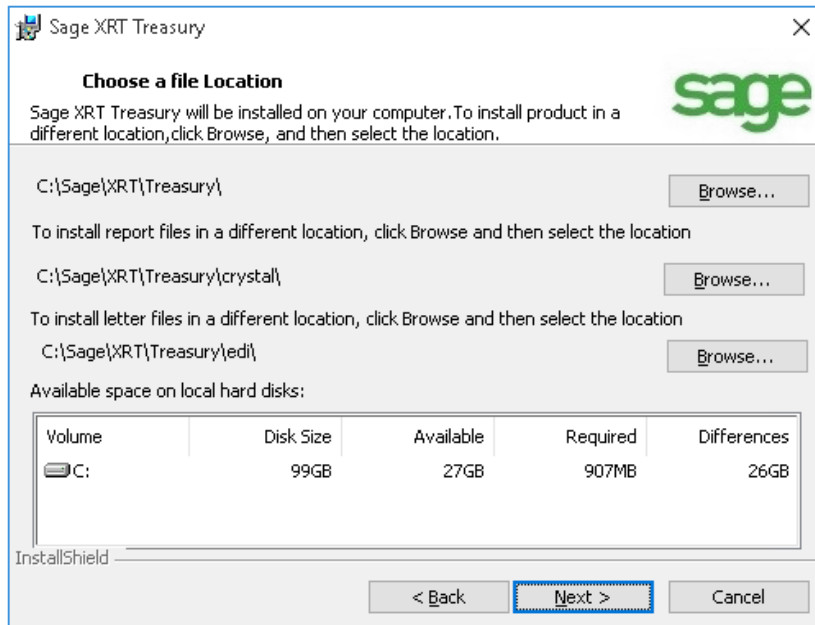 Sage XRT Treasury
Choose a file Location
Sage XRT Treasury will be installed on your computer.To install product in a
different location,click Browse, and then select the location.
sage
C:\Sage\XRT\Treasury\
Browse...
To install report files in a different location, click Browse and then select the location
C:\Sage\XRT\Treasury\crystal\
Browse...
To install letter files in a different location, click Browse and then select the location
C:\Sage\XRT\Treasury\edi\
Browse...
Available space on local hard disks:
Volume Disk Size Available Required Differences
C: 99GB 27GB 907MB 26GB
InstallShield
< Back Next > Cancel